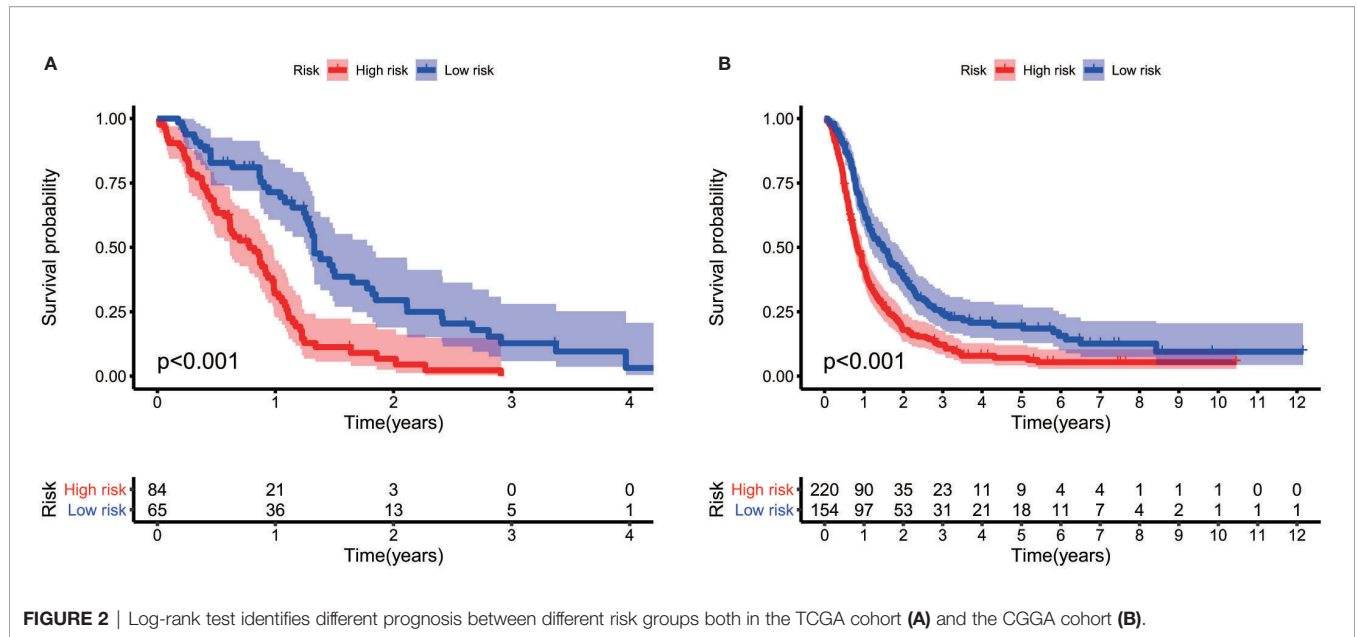 A
Risk High risk Low risk
Survival probability
1.00
0.75
0.50
0.25
0.00
p<0.001
0 1 2 3 4
Time(years)
Risk
High risk 84 21 3 0 0
Low risk 65 36 13 5 1
0 1 2 3 4
Time(years)
B
Risk High risk Low risk
Survival probability
1.00
0.75
0.50
0.25
0.00
p<0.001
0 1 2 3 4 5 6 7 8 9 10 11 12
Time(years)
Risk
High risk 220 90 35 23 11 9 4 4 1 1 1 0 0
Low risk 154 97 53 31 21 18 11 7 4 2 1 1 1
0 1 2 3 4 5 6 7 8 9 10 11 12
Time(years)
FIGURE 2 | Log-rank test identifies different prognosis between different risk groups both in the TCGA cohort (A) and the CGGA cohort (B).